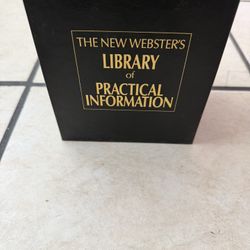 THE NEW WEBSTER'S
LIBRARY
of
PRACTICAL
INFORMATION